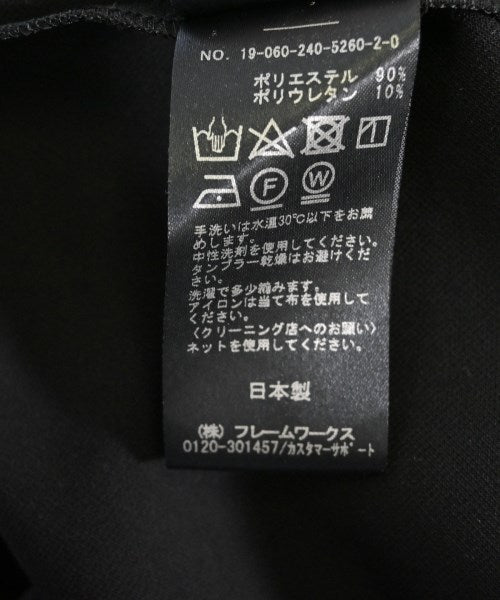 NO. 19-060-240-5260-2-0
ポリエステル 90%
ポリウレタン 10%
F W
手洗いは水温30℃以下をお薦
めします。
中性洗剤を使用してください。
タンブラー乾燥はお避けくだ
さい。
洗濯で多少縮みます。
アイロンは当て布を使用して
ください。
〈クリーニング店へのお願い〉
ネットを使用してください。
日本製
(株) フレームワークス
0120-301457/カスタマーサポート